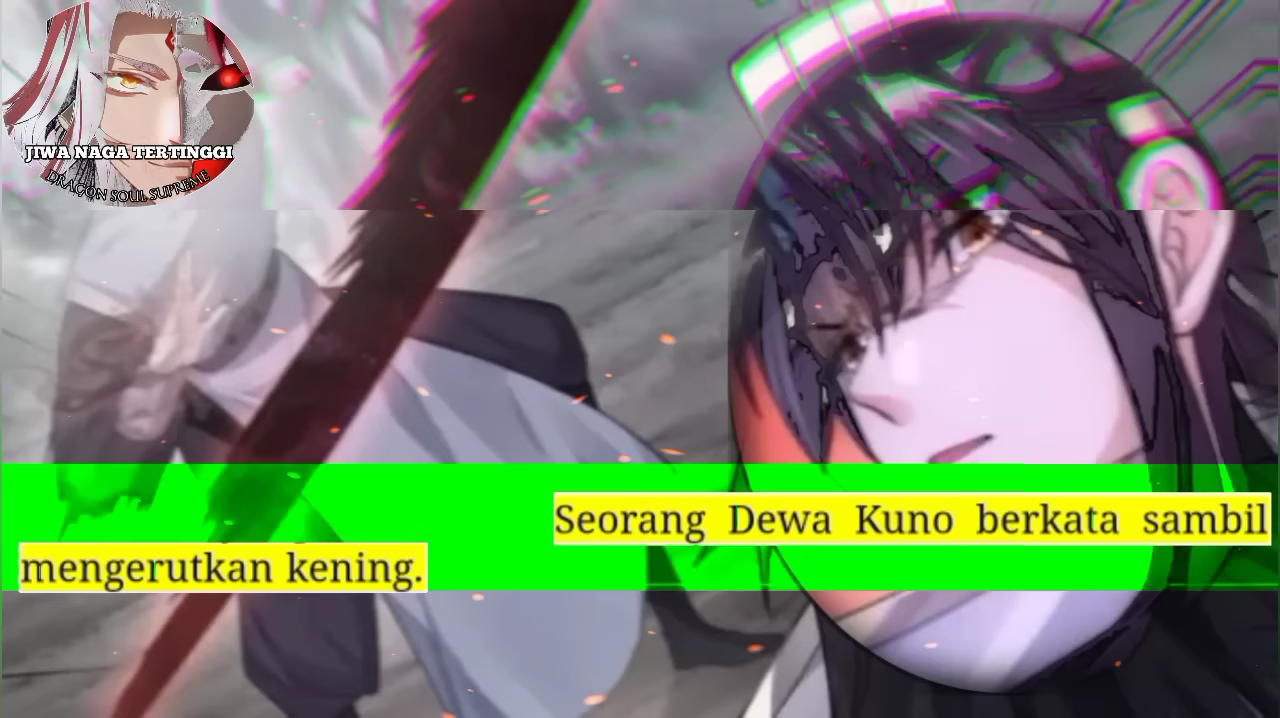 JIWA NAGA TERTINGGI
DRAGON SOUL SUPREME
Seorang Dewa Kuno berkata sambil
mengerutkan kening.